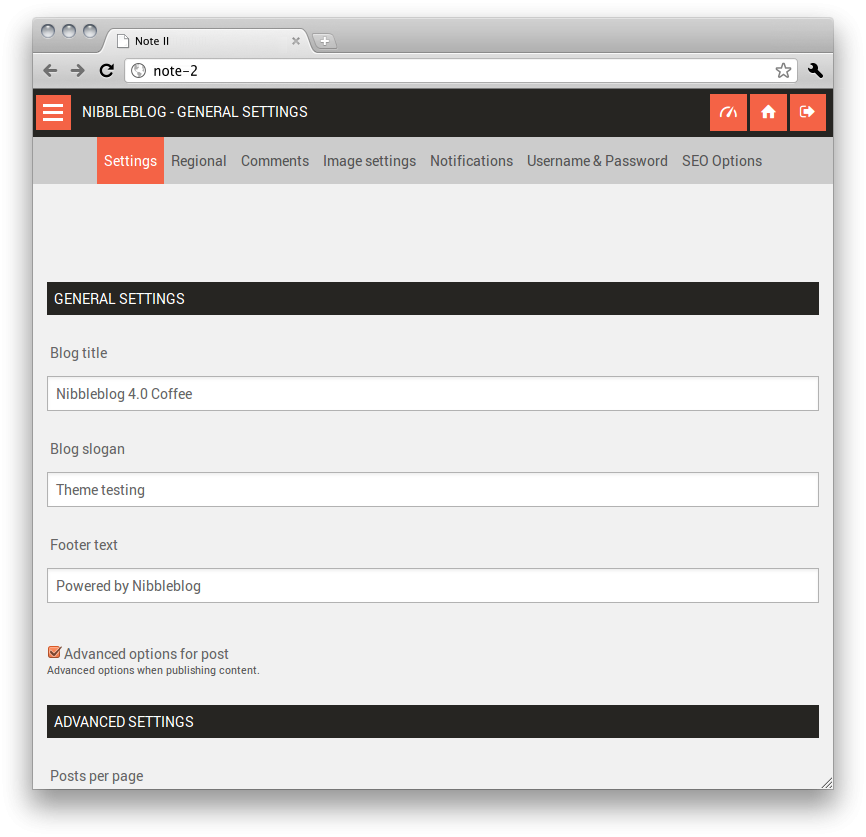 Note II
note-2
NIBBLEBLOG - GENERAL SETTINGS
Settings Regional Comments Image settings Notifications Username & Password SEO Options
GENERAL SETTINGS
Blog title
Nibbleblog 4.0 Coffee
Blog slogan
Theme testing
Footer text
Powered by Nibbleblog
Advanced options for post
Advanced options when publishing content.
ADVANCED SETTINGS
Posts per page